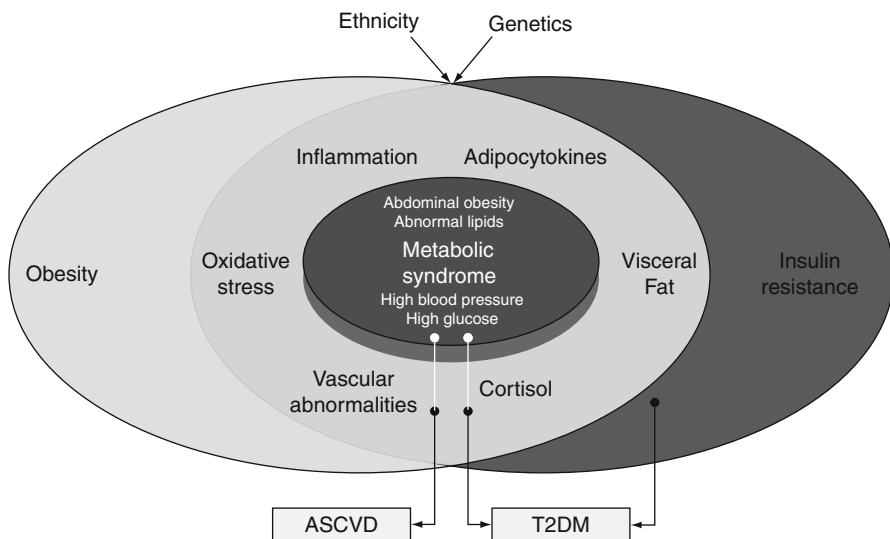 Ethnicity
Genetics
Inflammation
Adipocytokines
Abdominal obesity
Abnormal lipids
Metabolic
syndrome
High blood pressure
High glucose
Obesity
Oxidative
stress
Visceral
Fat
Insulin
resistance
Vascular
abnormalities
Cortisol
ASCVD
T2DM